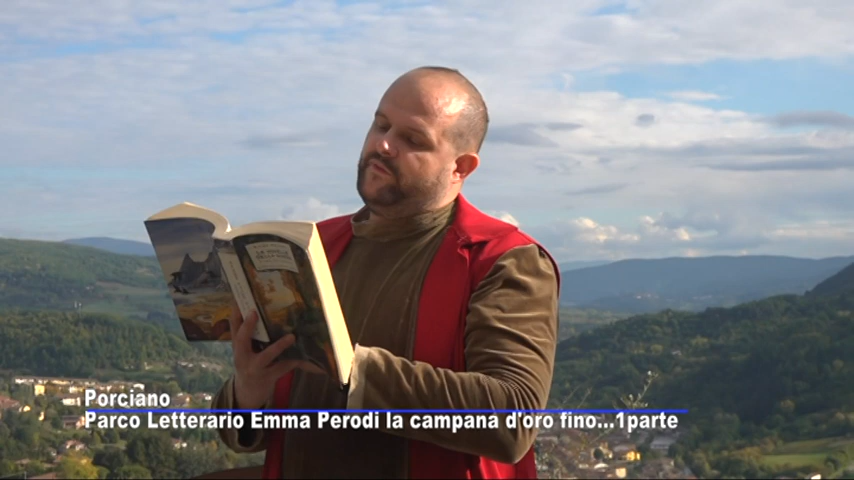 Porciano
Parco Letterario Emma Perodi la campana d'oro fino...1parte